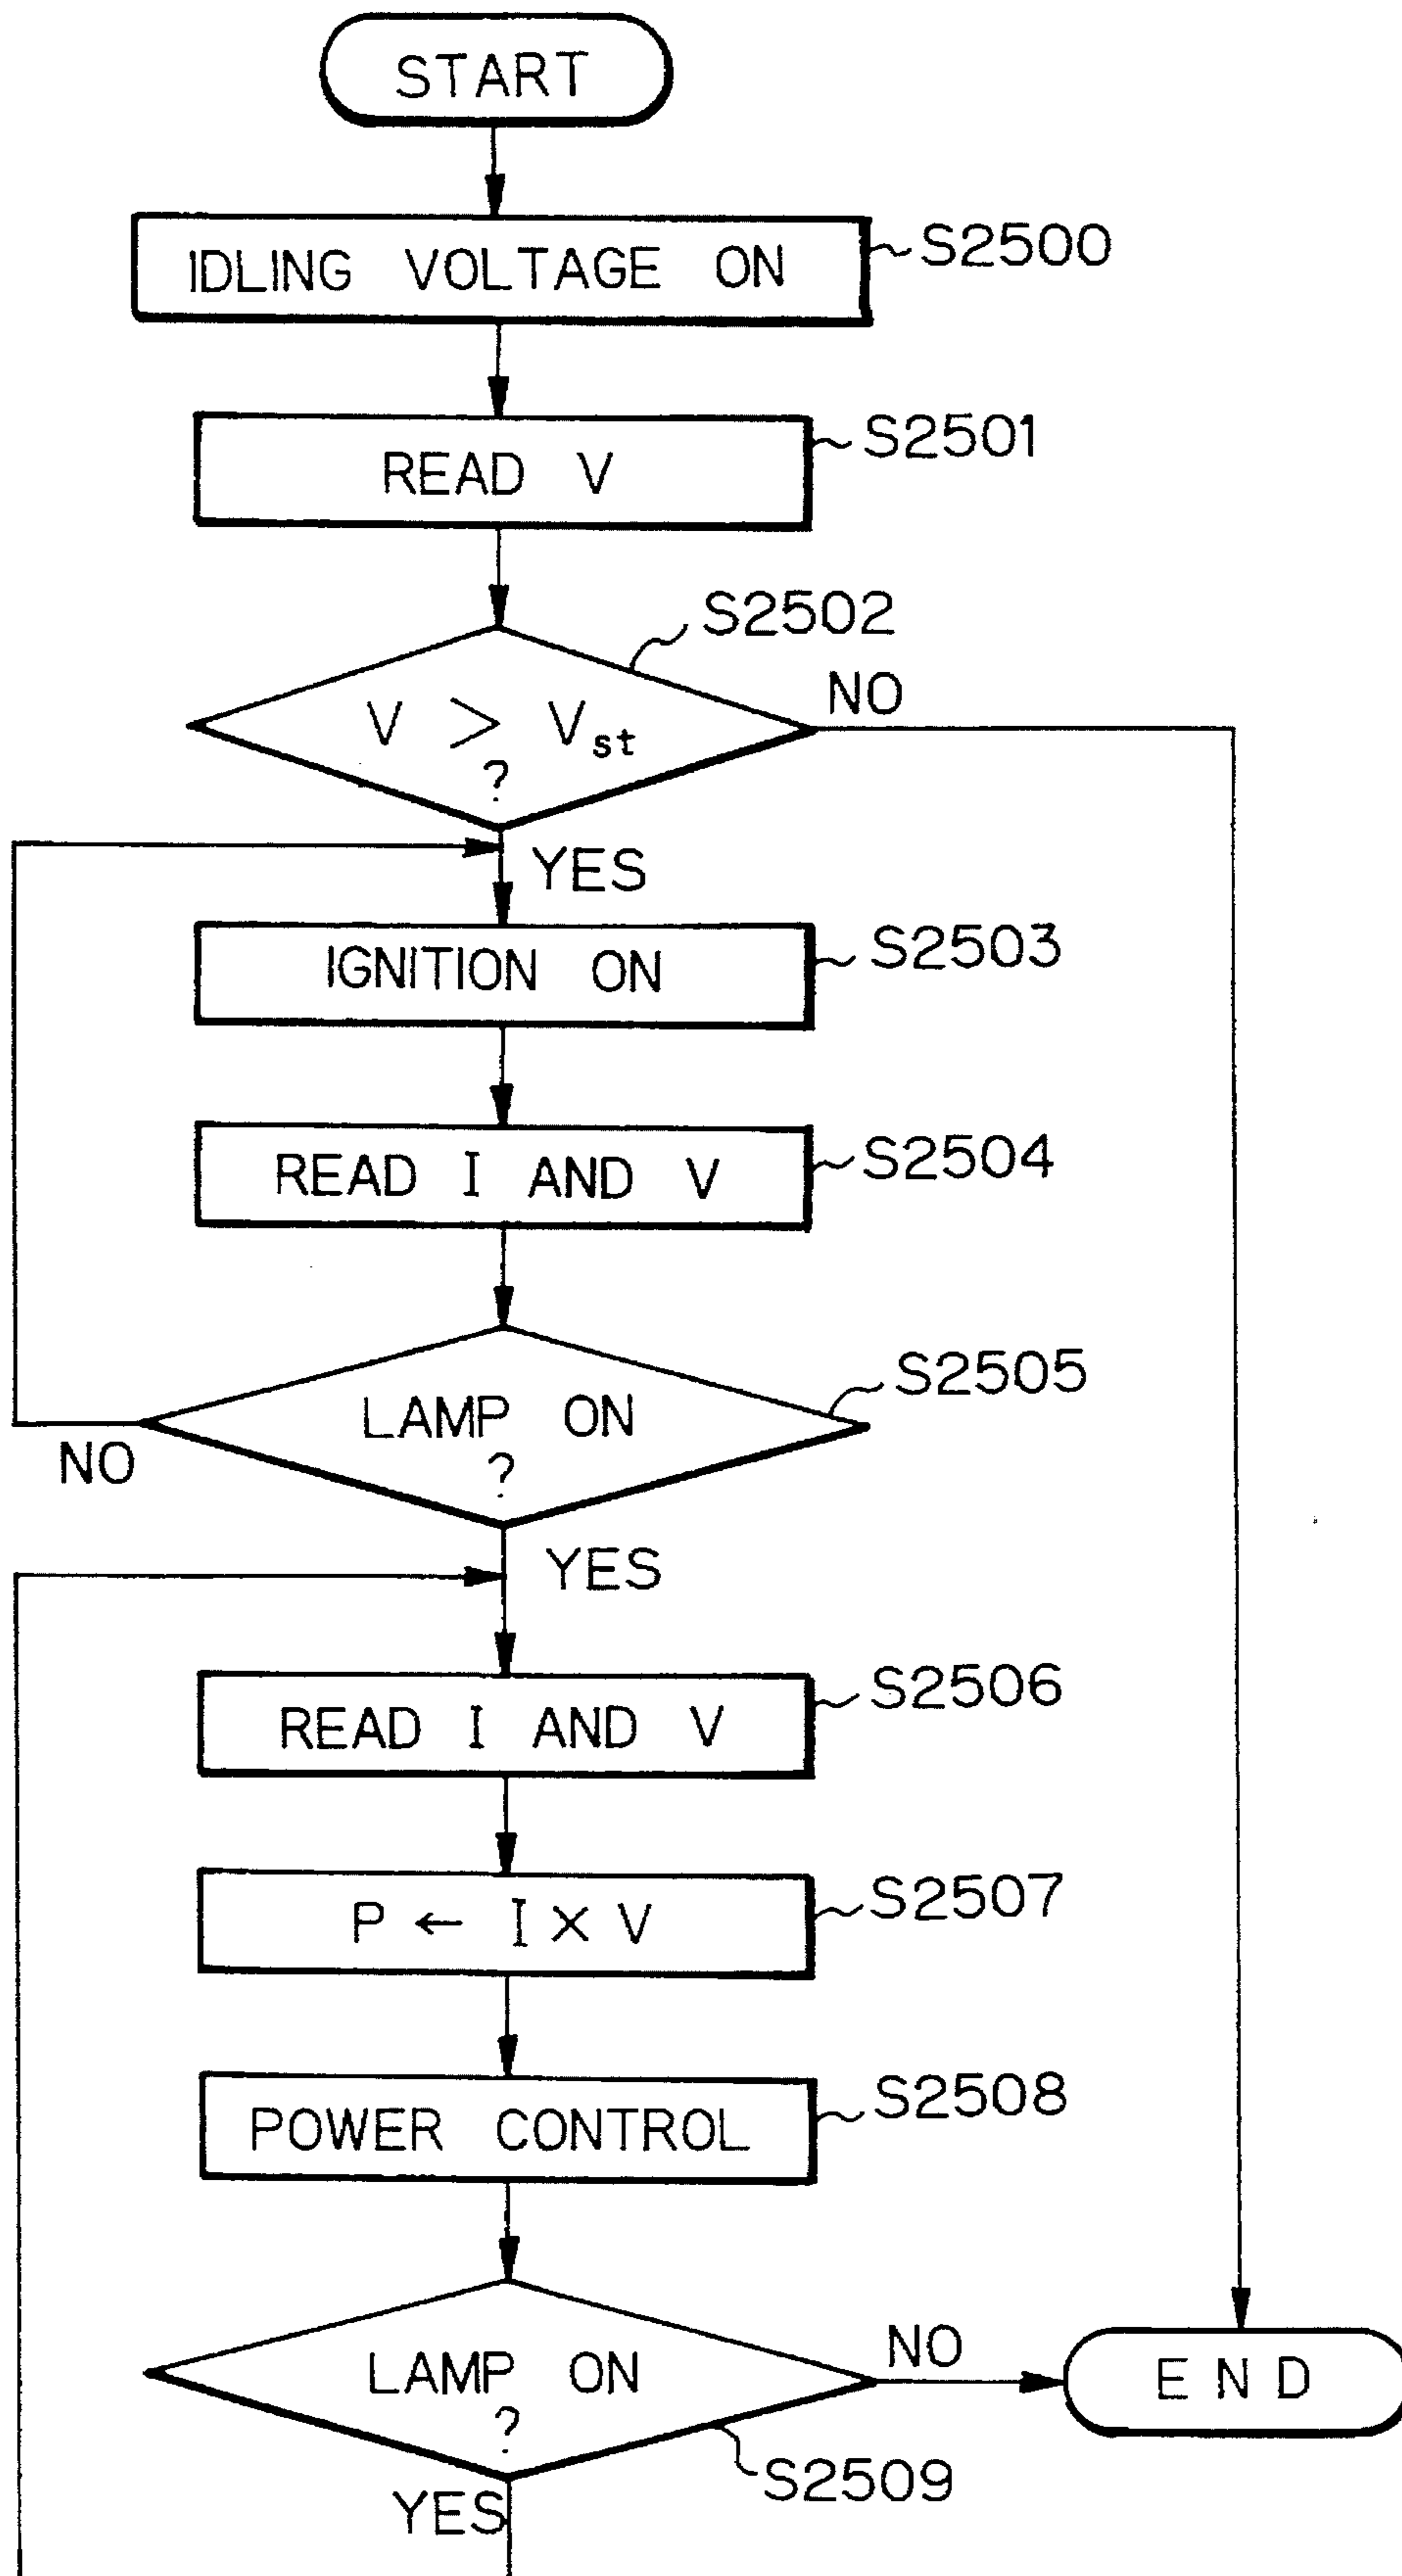 START
IDLING VOLTAGE ON
S2500
READ V
S2501
S2502
V > Vst
?
NO
YES
IGNITION ON
S2503
READ I AND V
S2504
LAMP ON
?
S2505
NO
YES
READ I AND V
S2506
P ← I × V
S2507
POWER CONTROL
S2508
LAMP ON
?
NO
END
S2509
YES